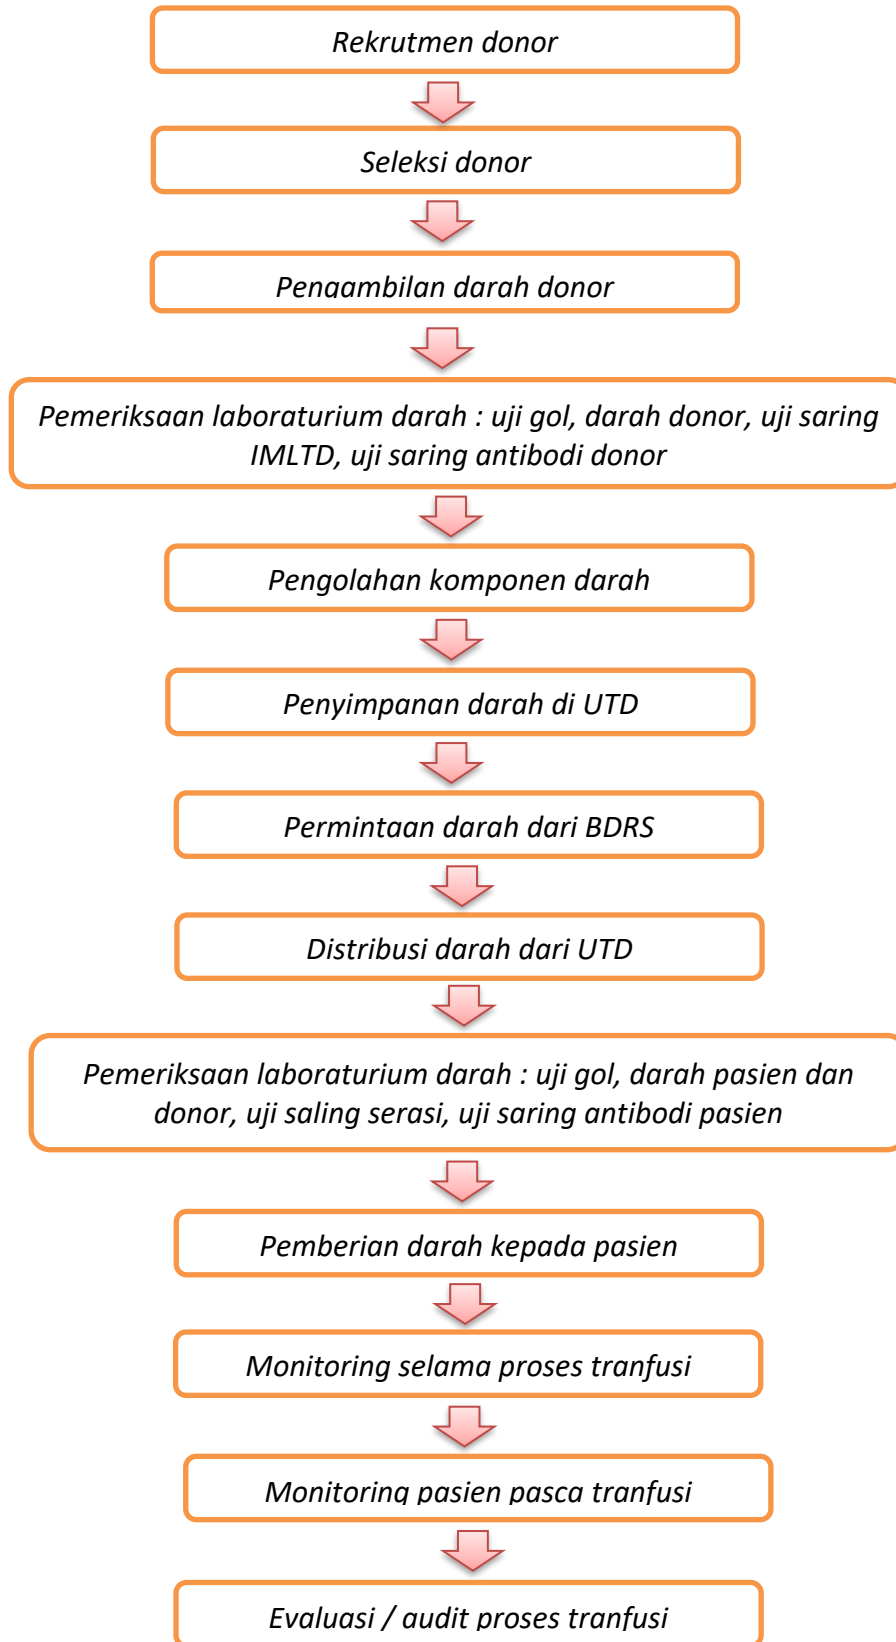 Rekrutmen donor
Seleksi donor
Pengambilan darah donor
Pemeriksaan laboraturium darah : uji gol, darah donor, uji saring
IMLTD, uji saring antibodi donor
Pengolahan komponen darah
Penyimpanan darah di UTD
Permintaan darah dari BDRS
Distribusi darah dari UTD
Pemeriksaan laboraturium darah : uji gol, darah pasien dan
donor, uji saling serasi, uji saring antibodi pasien
Pemberian darah kepada pasien
Monitoring selama proses tranfusi
Monitoring pasien pasca tranfusi
Evaluasi / audit proses tranfusi